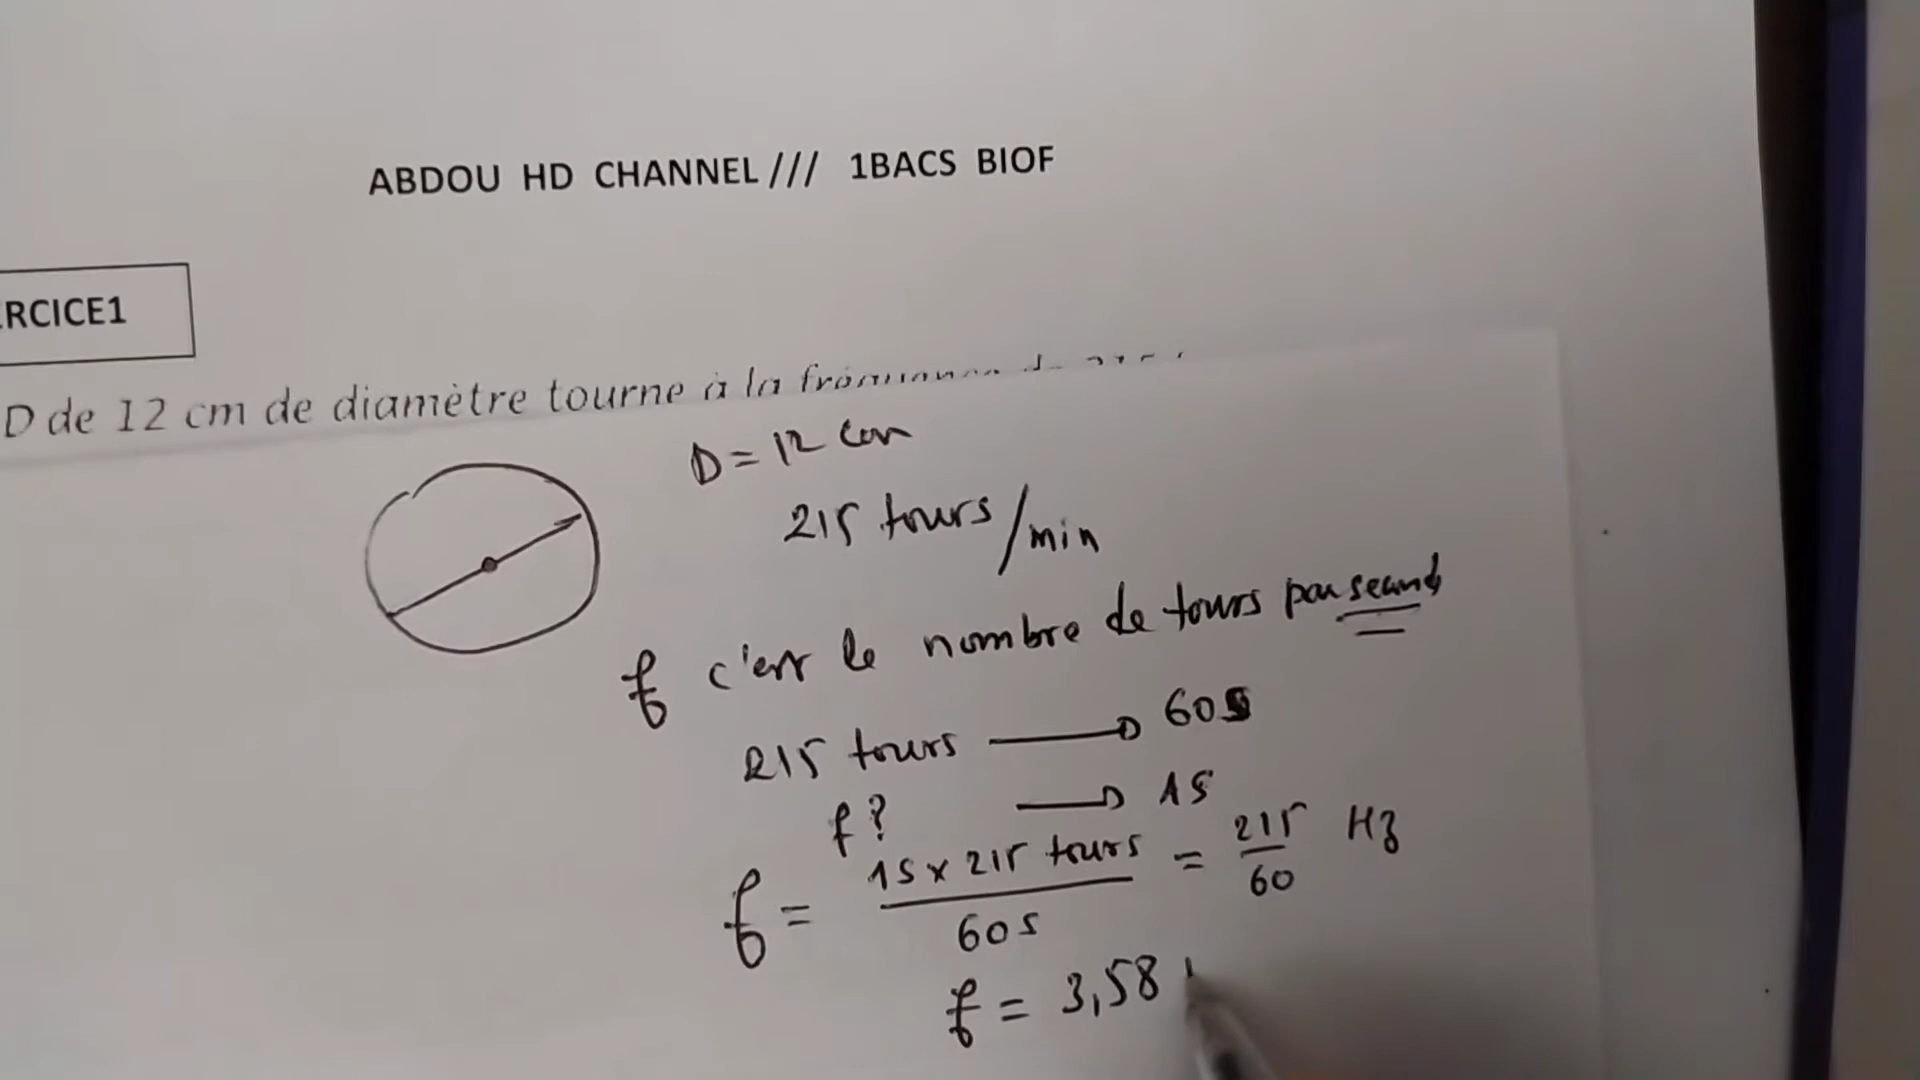 ABDOU HD CHANNEL /// 1BACS BIOF
RCICE1
D de 12 cm de diamètre tourne à la
D = 12 cm
215 tours/min
f c'est le nombre de tours par seconde
215 tours → 60s
f? → 1s
f = 1s x 215 tours / 60s = 215/60 Hz
f = 3,58